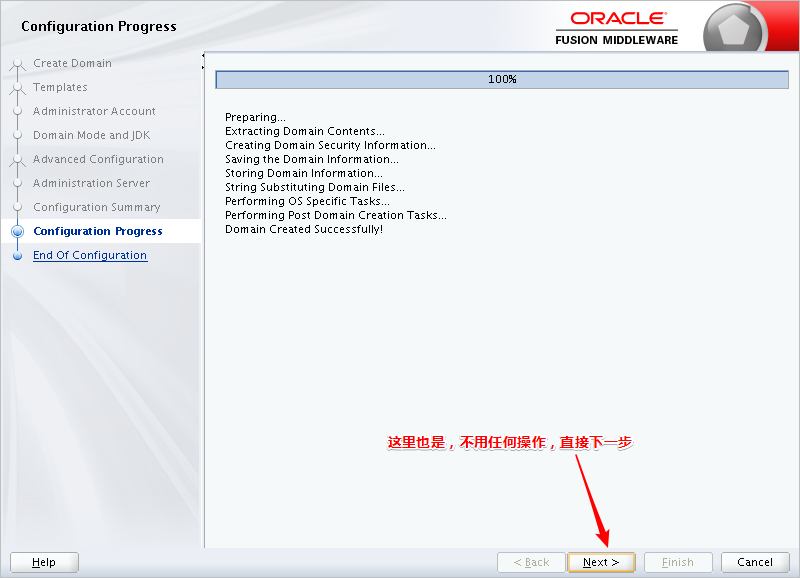 Configuration Progress
ORACLE
FUSION MIDDLEWARE
Create Domain
Templates
Administrator Account
Domain Mode and JDK
Advanced Configuration
Administration Server
Configuration Summary
Configuration Progress
End Of Configuration
100%
Preparing...
Extracting Domain Contents...
Creating Domain Security Information...
Saving the Domain Information...
Storing Domain Information...
String Substituting Domain Files...
Performing OS Specific Tasks...
Performing Post Domain Creation Tasks...
Domain Created Successfully!
这里也是，不用任何操作，直接下一步
Help
< Back
Next >
Finish
Cancel